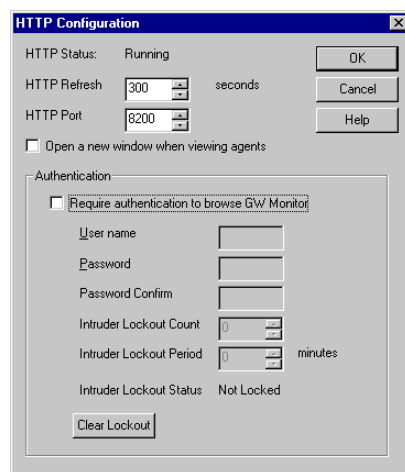 HTTP Configuration
HTTP Status: Running
OK
HTTP Refresh 300 seconds
Cancel
HTTP Port 8200
Help
Open a new window when viewing agents
Authentication
Require authentication to browse GW Monitor
User name
Password
Password Confirm
Intruder Lockout Count 0
Intruder Lockout Period 0 minutes
Intruder Lockout Status Not Locked
Clear Lockout